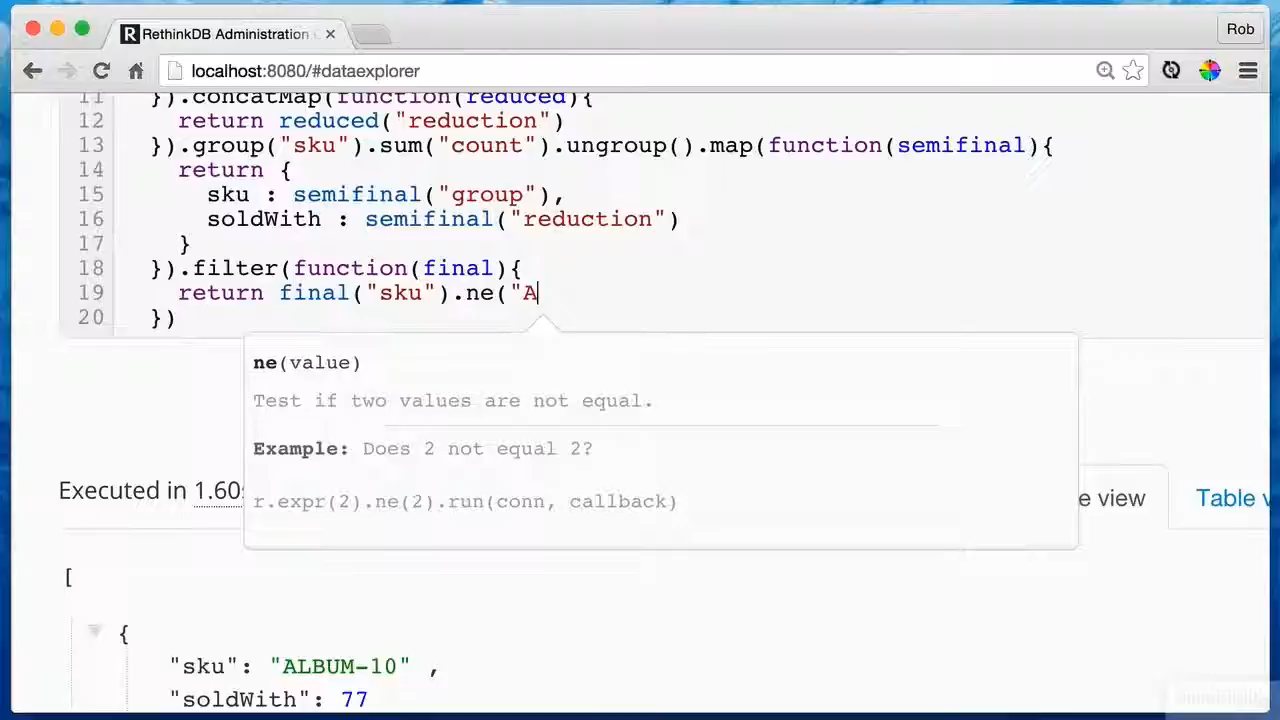 RethinkDB Administration
Rob
localhost:8080/#dataexplorer
11 }).concatMap(function(reduced){
12 return reduced("reduction")
13 }).group("sku").sum("count").ungroup().map(function(semifinal){
14 return {
15 sku : semifinal("group"),
16 soldWith : semifinal("reduction")
17 }
18 }).filter(function(final){
19 return final("sku").ne("A
20 })
ne(value)
Test if two values are not equal.
Example: Does 2 not equal 2?
r.expr(2).ne(2).run(conn, callback)
Executed in 1.60s
e view
Table v
[
{
"sku": "ALBUM-10" ,
"soldWith": 77